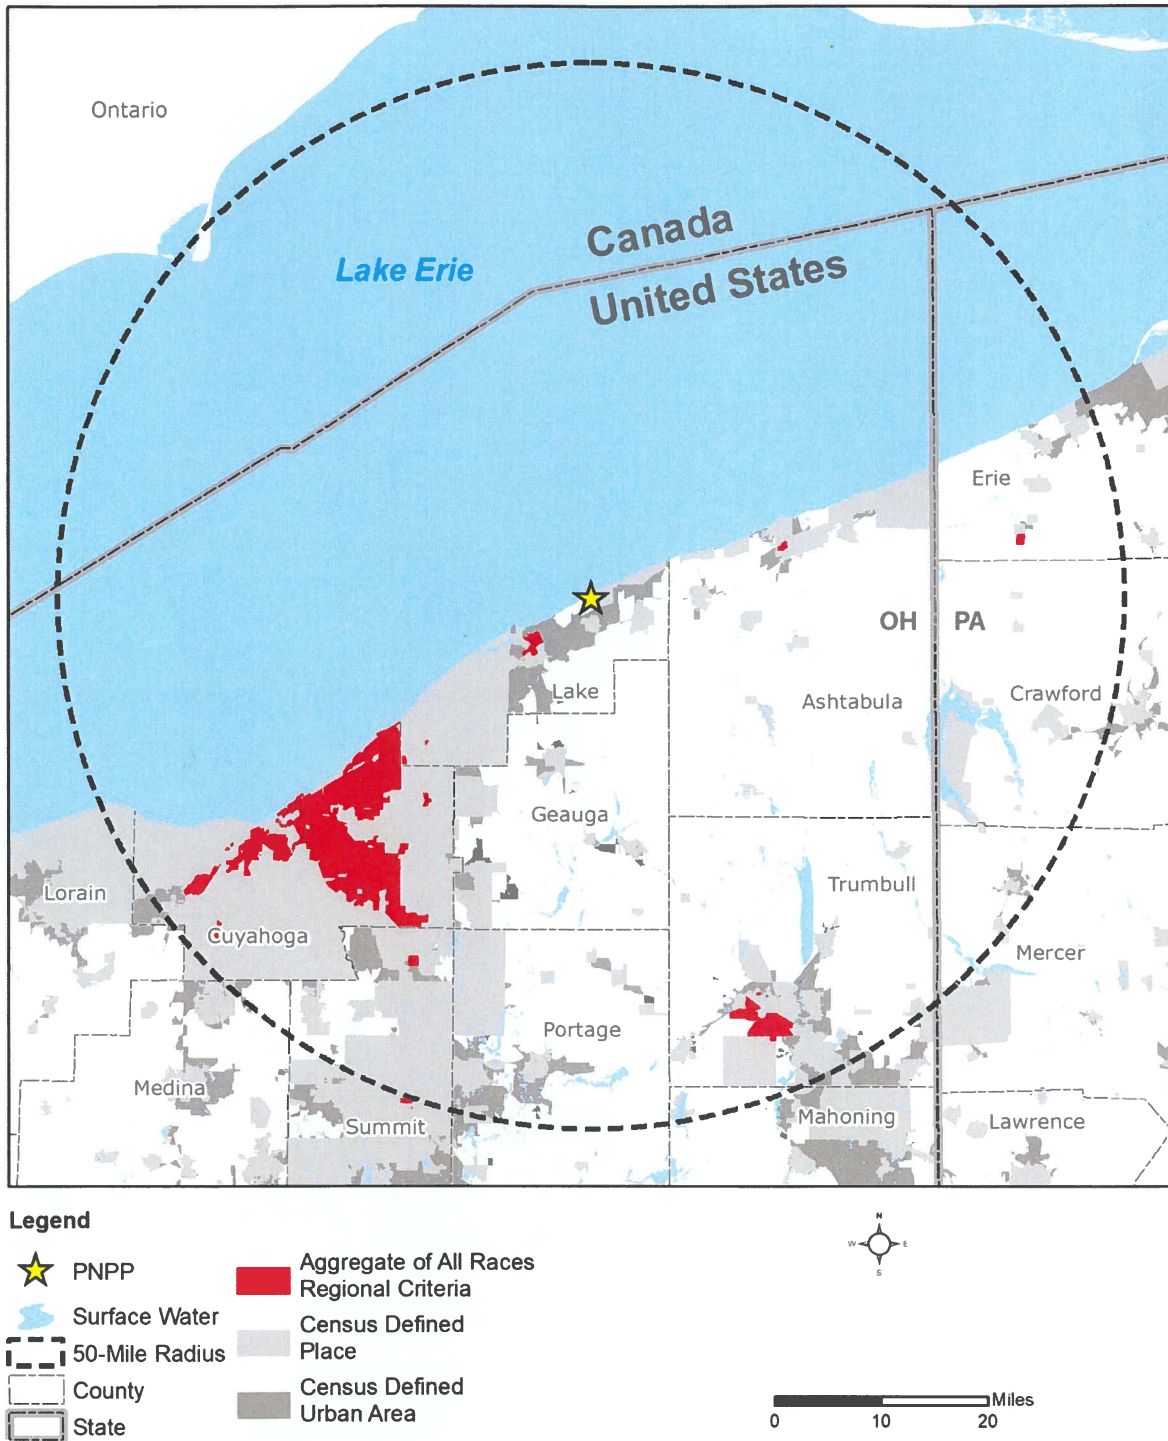 Ontario
Canada
Lake Erie
United States
Erie
OH
PA
Lake
Ashtabula
Crawford
Geauga
Trumbull
Lorain
Cuyahoga
Mercer
Portage
Medina
Summit
Mahoning
Lawrence
Legend
PNPP
Surface Water
50-Mile Radius
County
State
Aggregate of All Races
Regional Criteria
Census Defined
Place
Census Defined
Urban Area
N
W
E
S
Miles
0
10
20